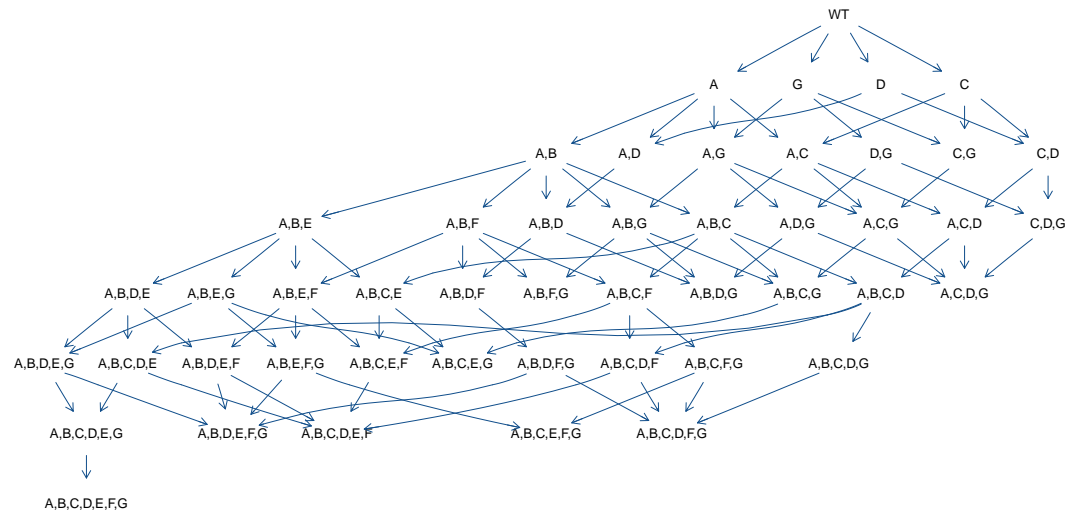 WT
A G D C
A,B A,D A,G A,C D,G C,G C,D
A,B,E A,B,F A,B,D A,B,G A,B,C A,D,G A,C,G A,C,D C,D,G
A,B,D,E A,B,E,G A,B,E,F A,B,C,E A,B,D,F A,B,F,G A,B,C,F A,B,D,G A,B,C,G A,B,C,D A,C,D,G
A,B,D,E,G A,B,C,D,E A,B,D,E,F A,B,E,F,G A,B,C,E,F A,B,C,E,G A,B,D,F,G A,B,C,D,F A,B,C,F,G A,B,C,D,G
A,B,C,D,E,G A,B,D,E,F,G A,B,C,D,E,F A,B,C,E,F,G A,B,C,D,F,G
A,B,C,D,E,F,G